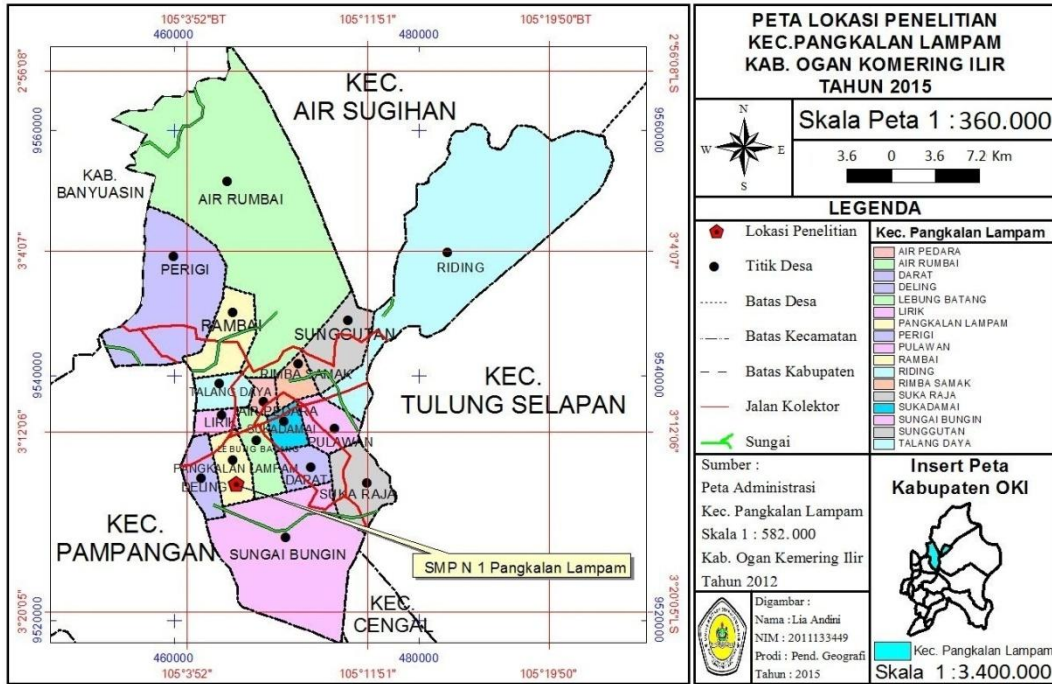 105°3'52"BT
105°11'51"
105°19'50"BT
460000
480000
2°56'08"
2°56'08"LS
9560000
9560000
3°4'07"
3°4'07"
9540000
9540000
3°12'06"
3°12'06"
3°20'05"
3°20'05"LS
9520000
9520000
KEC.
AIR SUGIHAN
KAB.
BANYUASIN
AIR RUMBAI
PERIGI
RIDING
RAMBAI
SUNGGUTAN
RIMBA SAMAK
TALANG DAYA
KEC.
TULUNG SELAPAN
AIR PEDARA
LIRIK
SUKADAMAI
PULAWAN
LEBUNG BATANG
PANGKALAN LAMPAM
DARAT
DELING
SUKA RAJA
KEC.
PAMPANGAN
SUNGAI BUNGIN
SMP N 1 Pangkalan Lampam
KEC.
CENGAL
460000
480000
105°3'52"
105°11'51"
105°19'50"BT
PETA LOKASI PENELITIAN
KEC.PANGKALAN LAMPAM
KAB. OGAN KOMERING ILIR
TAHUN 2015
N
W
E
S
Skala Peta 1 :360.000
3.6 0 3.6 7.2 Km
LEGENDA
Lokasi Penelitian
Titik Desa
Batas Desa
Batas Kecamatan
Batas Kabupaten
Jalan Kolektor
Sungai
Kec. Pangkalan Lampam
AIR PEDARA
AIR RUMBAI
DARAT
DELING
LEBUNG BATANG
LIRIK
PANGKALAN LAMPAM
PERIGI
PULAWAN
RAMBAI
RIDING
RIMBA SAMAK
SUKA RAJA
SUKADAMAI
SUNGAI BUNGIN
SUNGGUTAN
TALANG DAYA
Sumber :
Peta Administrasi
Kec. Pangkalan Lampam
Skala 1 : 582.000
Kab. Ogan Kemering Ilir
Tahun 2012
Digambar :
Nama : Lia Andini
NIM : 2011133449
Prodi : Pend. Geografi
Tahun : 2015
Insert Peta
Kabupaten OKI
Kec. Pangkalan Lampam
Skala 1 :3.400.000